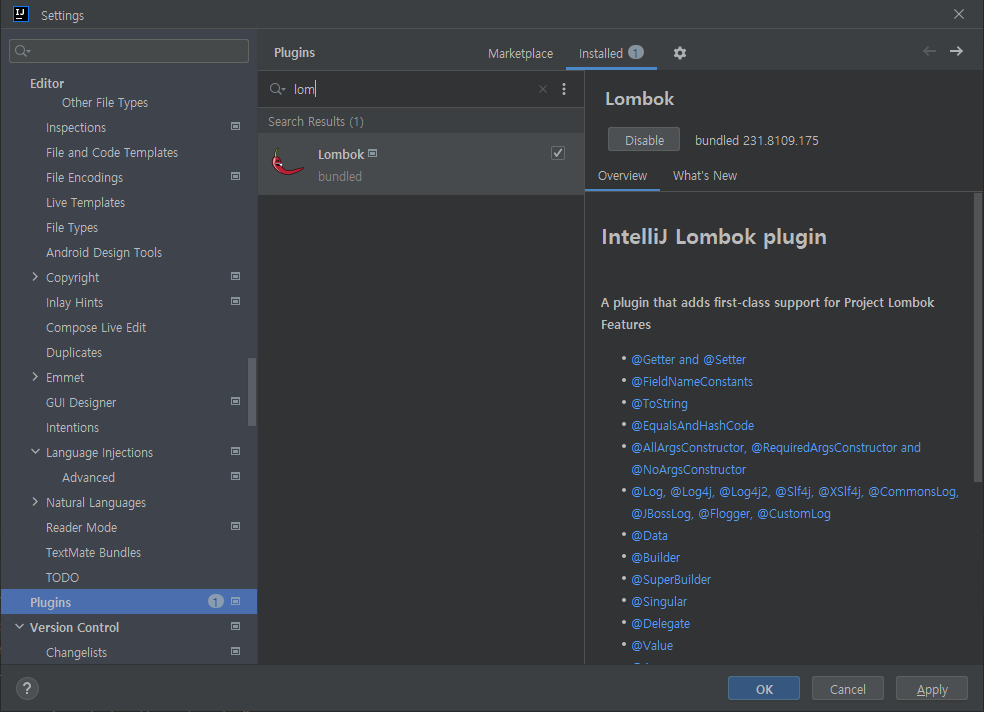 Settings
Editor
Other File Types
Inspections
File and Code Templates
File Encodings
Live Templates
File Types
Android Design Tools
Copyright
Inlay Hints
Compose Live Edit
Duplicates
Emmet
GUI Designer
Intentions
Language Injections
Advanced
Natural Languages
Reader Mode
TextMate Bundles
TODO
Plugins 1
Version Control
Changelists
Plugins
Marketplace
Installed 1
lom
Search Results (1)
Lombok
bundled
Lombok
Disable
bundled 231.8109.175
Overview
What's New
IntelliJ Lombok plugin
A plugin that adds first-class support for Project Lombok
Features
• @Getter and @Setter
• @FieldNameConstants
• @ToString
• @EqualsAndHashCode
• @AllArgsConstructor, @RequiredArgsConstructor and
@NoArgsConstructor
• @Log, @Log4j, @Log4j2, @Slf4j, @XSlf4j, @CommonsLog,
@JBossLog, @Flogger, @CustomLog
• @Data
• @Builder
• @SuperBuilder
• @Singular
• @Delegate
• @Value
?
OK
Cancel
Apply